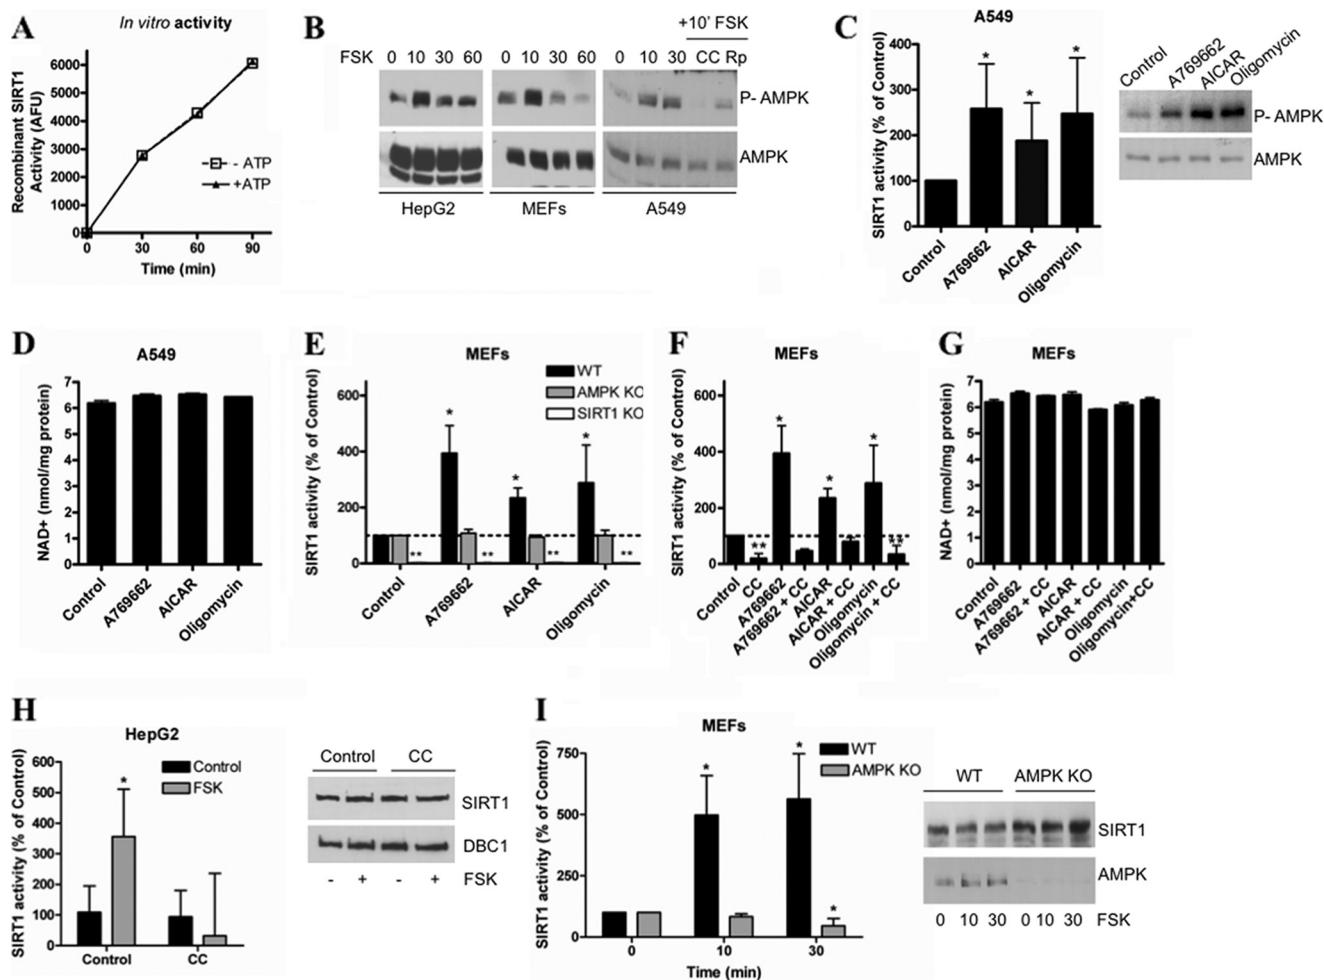 A
In vitro activity
Recombinant SIRT1
Activity (AFU)
6000
5000
4000
3000
2000
1000
0
0 30 60 90
Time (min)
- ATP
+ATP
B
+10' FSK
FSK 0 10 30 60 0 10 30 60 0 10 30 CC Rp
P- AMPK
AMPK
HepG2 MEFs A549
C
A549
SIRT1 activity (% of Control)
400
300
200
100
0
* * *
Control A769662 AICAR Oligomycin
Control A769662 AICAR Oligomycin
P- AMPK
AMPK
D
A549
NAD+ (nmol/mg protein)
7
6
5
4
3
2
1
0
Control A769662 AICAR Oligomycin
E
MEFs
WT
AMPK KO
SIRT1 KO
SIRT1 activity (% of Control)
600
400
200
0
* * *
** ** ** **
Control A769662 AICAR Oligomycin
F
MEFs
SIRT1 activity (% of Control)
600
400
200
0
* * *
** **
Control CC A769662 A769662 + CC AICAR AICAR + CC Oligomycin Oligomycin + CC
G
MEFs
NAD+ (nmol/mg protein)
7
6
5
4
3
2
1
0
Control A769662 A769662 + CC AICAR AICAR + CC Oligomycin Oligomycin+CC
H
HepG2
SIRT1 activity (% of Control)
600
500
400
300
200
100
0
*
Control
FSK
Control CC
Control CC
SIRT1
DBC1
- + - + FSK
I
MEFs
SIRT1 activity (% of Control)
750
500
250
0
* * *
WT
AMPK KO
0 10 30
Time (min)
WT AMPK KO
SIRT1
AMPK
0 10 30 0 10 30 FSK